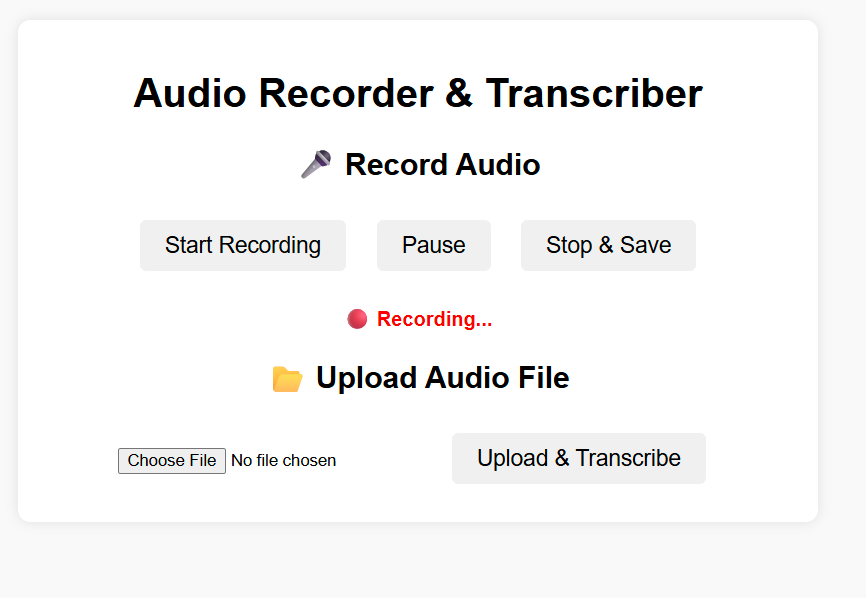 Audio Recorder & Transcriber
🎤 Record Audio
Start Recording Pause Stop & Save
🔴 Recording...
📂 Upload Audio File
Choose File No file chosen Upload & Transcribe